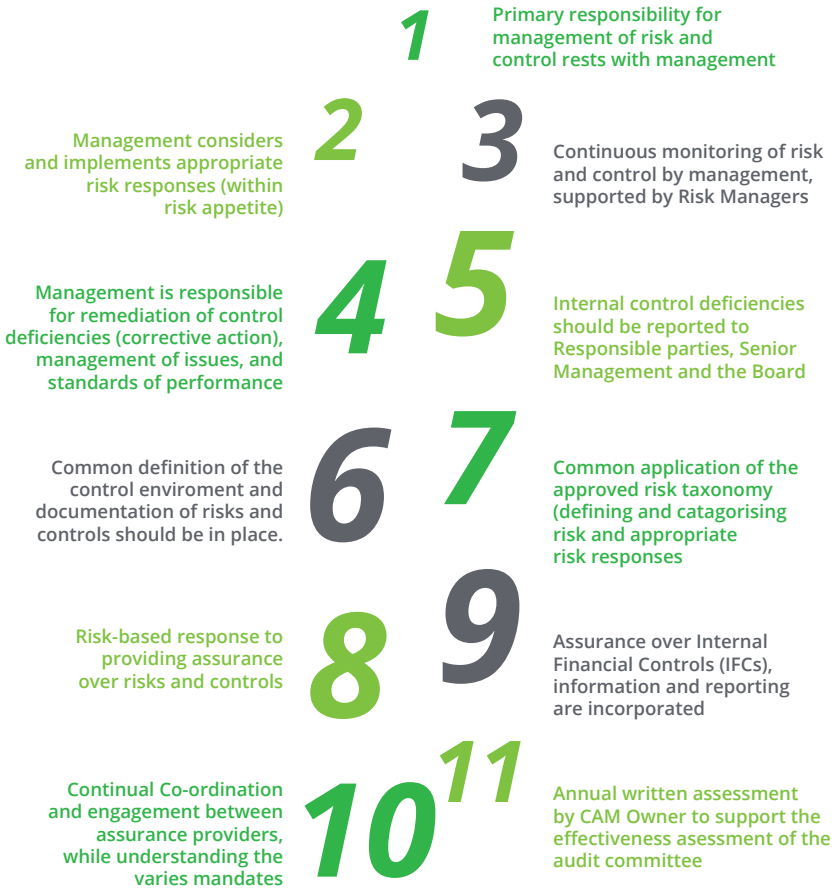 1
Primary responsibility for
management of risk and
control rests with management
2
Management considers
and implements appropriate
risk responses (within
risk appetite)
3
Continuous monitoring of risk
and control by management,
supported by Risk Managers
4
Management is responsible
for remediation of control
deficiencies (corrective action),
management of issues, and
standards of performance
5
Internal control deficiencies
should be reported to
Responsible parties, Senior
Management and the Board
6
Common definition of the
control enviroment and
documentation of risks and
controls should be in place.
7
Common application of the
approved risk taxonomy
(defining and catagorising
risk and appropriate
risk responses
8
Risk-based response to
providing assurance
over risks and controls
9
Assurance over Internal
Financial Controls (IFCs),
information and reporting
are incorporated
10
Continual Co-ordination
and engagement between
assurance providers,
while understanding the
varies mandates
11
Annual written assessment
by CAM Owner to support the
effectiveness asessment of the
audit committee